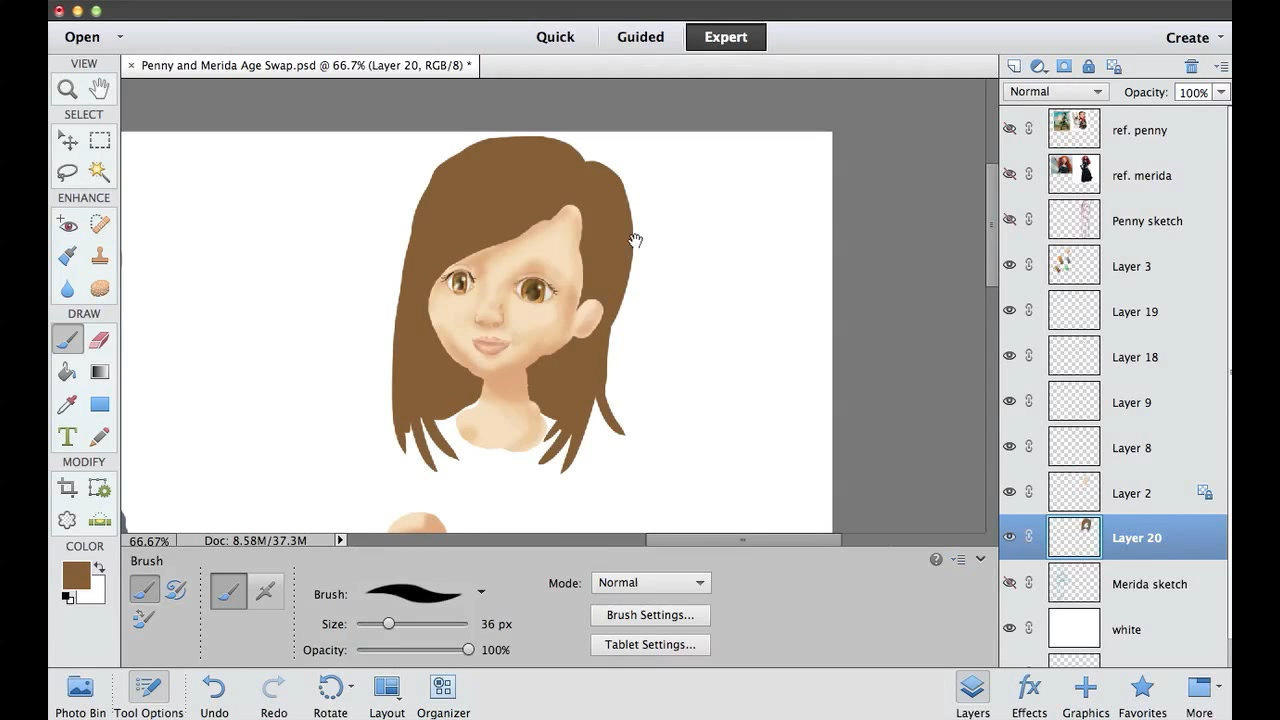 Open
Quick
Guided
Expert
Create
VIEW
× Penny and Merida Age Swap.psd @ 66.7% (Layer 20, RGB/8) *
SELECT
ENHANCE
DRAW
T
MODIFY
COLOR
Normal
Opacity: 100%
ref. penny
ref. merida
Penny sketch
Layer 3
Layer 19
Layer 18
Layer 9
Layer 8
Layer 2
Layer 20
Merida sketch
white
66.67%
Doc: 8.58M/37.3M
Brush
Brush:
Size:
36 px
Opacity:
100%
Mode:
Normal
Brush Settings...
Tablet Settings...
Photo Bin
Tool Options
Undo
Redo
Rotate
Layout
Organizer
Layers
fx
Effects
Graphics
Favorites
More